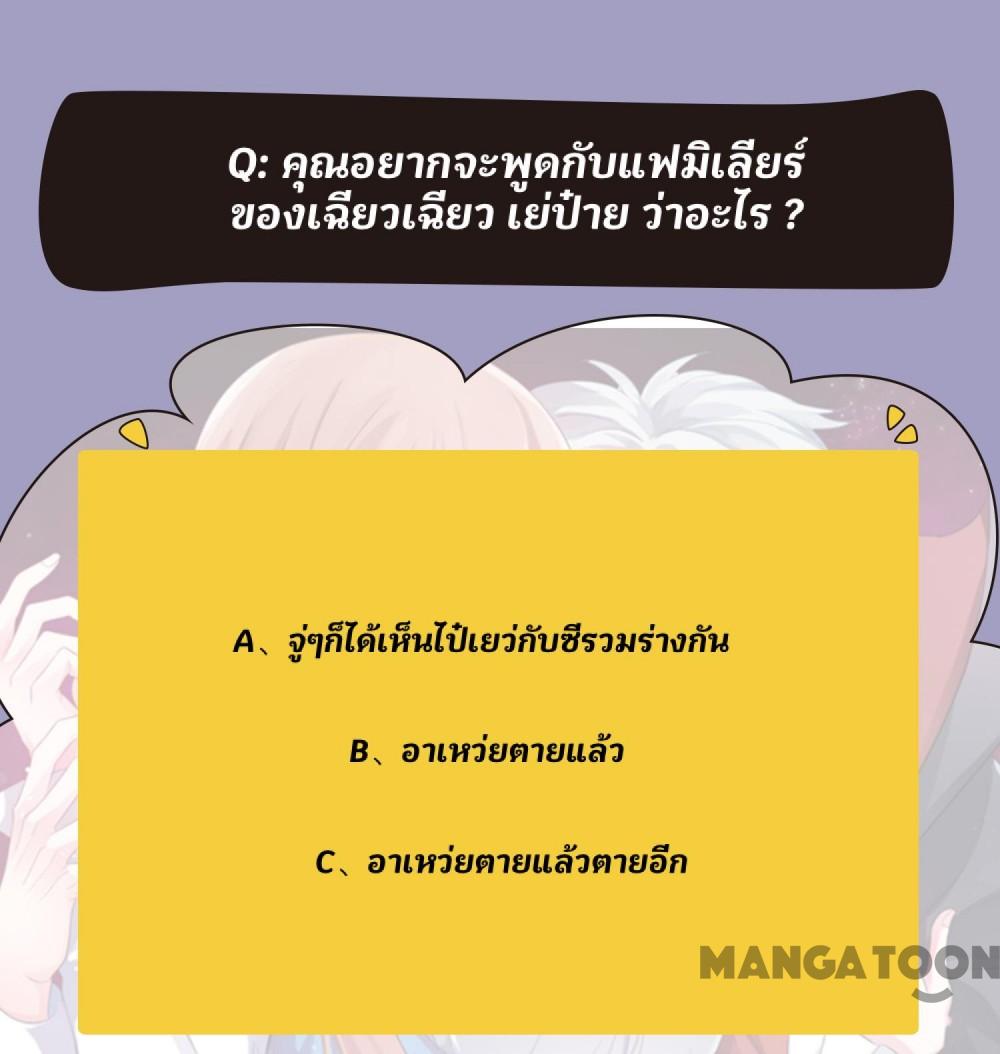 Q: คุณอยากจะพูดกับแฟมิเลียร์
ของเฉียวเฉียว เย่ป๋าย ว่าอะไร ?
A、จู่ๆก็ได้เห็นไป๋เยว่กับซีรวมร่างกัน
B、อาเหว่ยตายแล้ว
C、อาเหว่ยตายแล้วตายอีก
MANGATOON